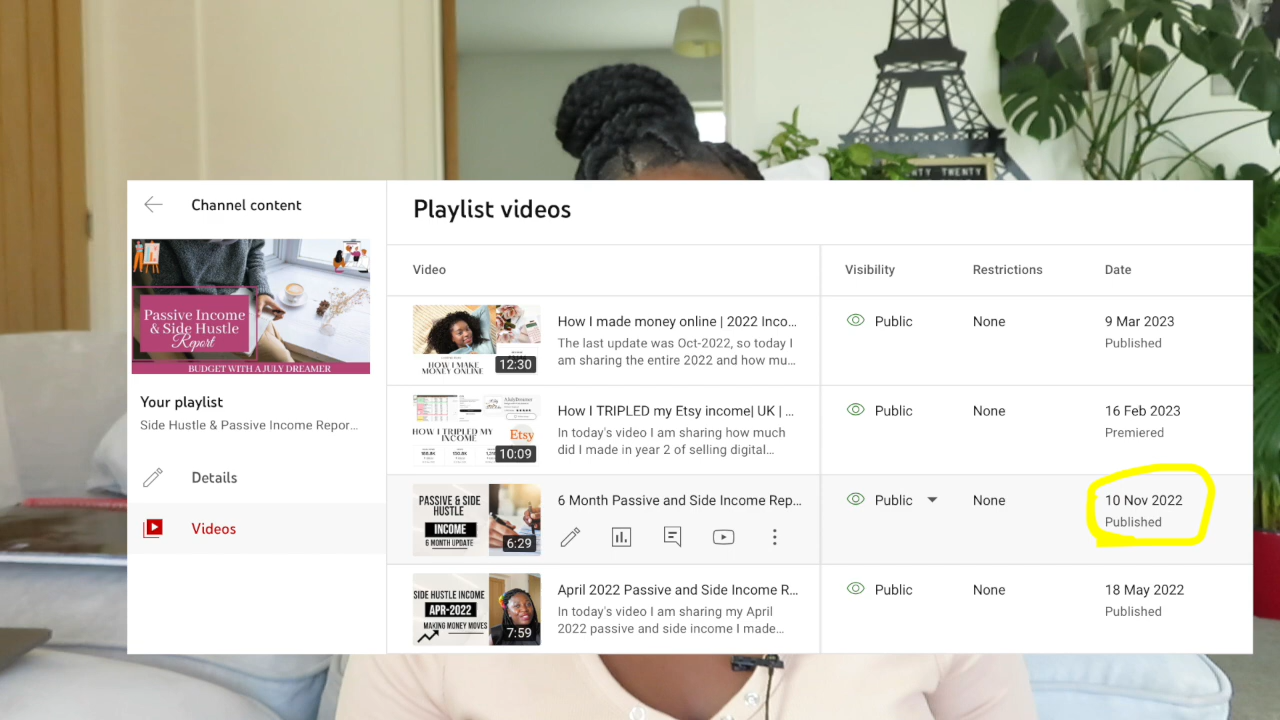 TY TWENTY
Channel content
Playlist videos
Passive Income
& Side Hustle
Report
BUDGET WITH A JULY DREAMER
Your playlist
Side Hustle & Passive Income Repor…
Details
Videos
Video
Visibility
Restrictions
Date
HOW I MAKE
MONEY ONLINE
12:30
How I made money online | 2022 Inco…
The last update was Oct-2022, so today I
am sharing the entire 2022 and how mu…
Public
None
9 Mar 2023
Published
HOW I TRIPLED MY
INCOME
Etsy
10:09
How I TRIPLED my Etsy income| UK | …
In today's video I am sharing how much
did I made in year 2 of selling digital…
Public
None
16 Feb 2023
Premiered
PASSIVE & SIDE
HUSTLE
INCOME
6 MONTH UPDATE
6:29
6 Month Passive and Side Income Rep…
Public
None
10 Nov 2022
Published
SIDE HUSTLE INCOME
APR-2022
MAKING MONEY MOVES
7:59
April 2022 Passive and Side Income R…
In today's video I am sharing my April
2022 passive and side income I made…
Public
None
18 May 2022
Published